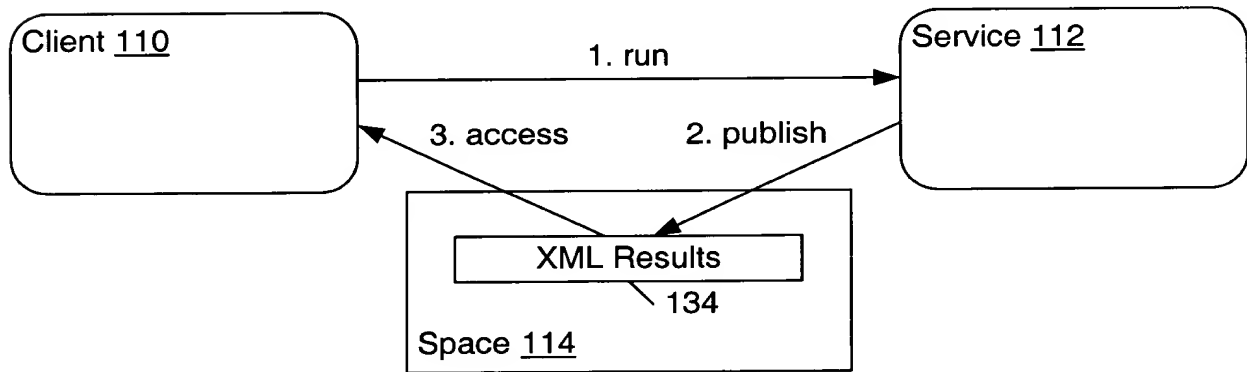 Client 110
Service 112
1. run
3. access
2. publish
XML Results
134
Space 114